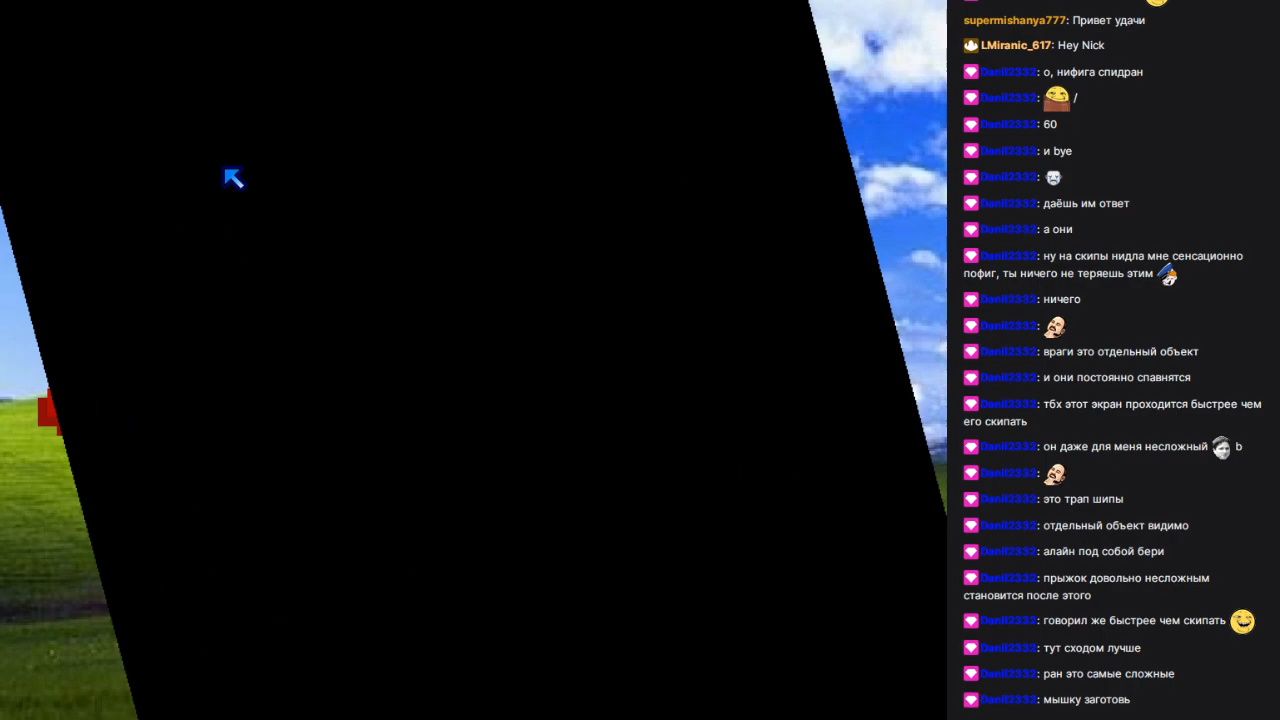 supermishanya777: Привет удачи
LMiranic_617: Hey Nick
Danil2332: о, нифига спидран
Danil2332: /
Danil2332: 60
Danil2332: и bye
Danil2332:
Danil2332: даёшь им ответ
Danil2332: а они
Danil2332: ну на скипы нидла мне сенсационно
пофиг, ты ничего не теряешь этим
Danil2332: ничего
Danil2332:
Danil2332: враги это отдельный объект
Danil2332: и они постоянно спавнятся
Danil2332: тбх этот экран проходится быстрее чем
его скипать
Danil2332: он даже для меня несложный b
Danil2332:
Danil2332: это трап шипы
Danil2332: отдельный объект видимо
Danil2332: алайн под собой бери
Danil2332: прыжок довольно несложным
становится после этого
Danil2332: говорил же быстрее чем скипать
Danil2332: тут сходом лучше
Danil2332: ран это самые сложные
Danil2332: мышку заготовь